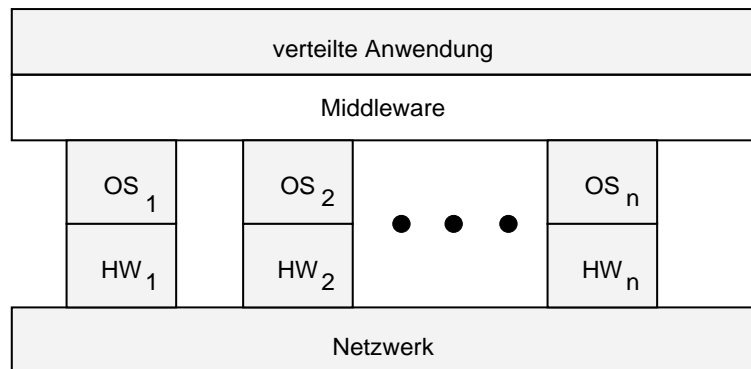 verteilte Anwendung
Middleware
OS 1 OS 2 OS n
HW 1 HW 2 HW n
Netzwerk